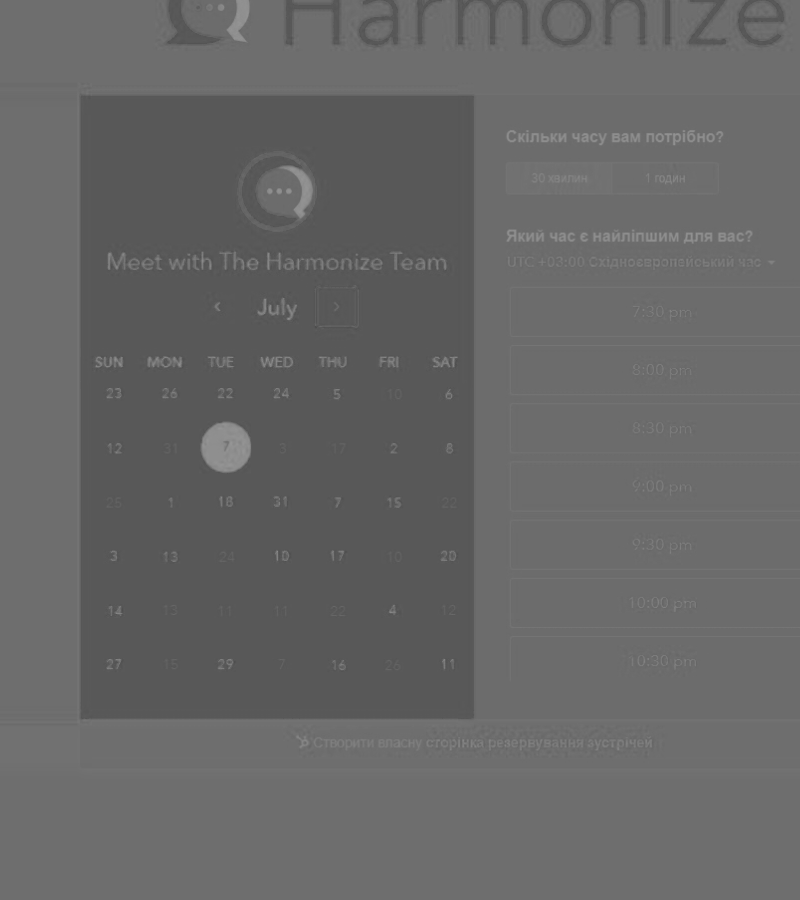 Harmonize
Meet with The Harmonize Team
July
SUN MON TUE WED THU FRI SAT
23 26 22 24 5 10 6
12 31 7 3 17 2 8
25 1 18 31 7 15 22
3 13 24 10 17 10 20
14 13 11 11 22 4 12
27 15 29 7 16 26 11
Скільки часу вам потрібно?
30 хвилин 1 годин
Який час є найліпшим для вас?
UTC +03:00 Східноєвропейський час
7:30 pm
8:00 pm
8:30 pm
9:00 pm
9:30 pm
10:00 pm
10:30 pm
Створити власну сторінка резервування зустрічей